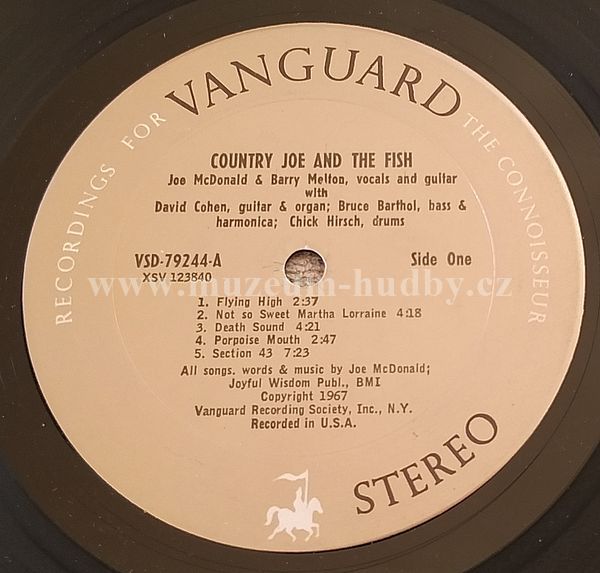 RECORDINGS FOR VANGUARD THE CONNOISSEUR
COUNTRY JOE AND THE FISH
Joe McDonald & Barry Melton, vocals and guitar
with
David Cohen, guitar & organ; Bruce Barthol, bass &
harmonica; Chick Hirsch, drums
VSD-79244-A Side One
XSV 123840
www.muzeum-hudby.cz
1. Flying High 2:37
2. Not so Sweet Martha Lorraine 4:18
3. Death Sound 4:21
4. Porpoise Mouth 2:47
5. Section 43 7:23
All songs. words & music by Joe McDonald;
Joyful Wisdom Publ., BMI
Copyright 1967
Vanguard Recording Society, Inc., N.Y.
Recorded in U.S.A.
STEREO